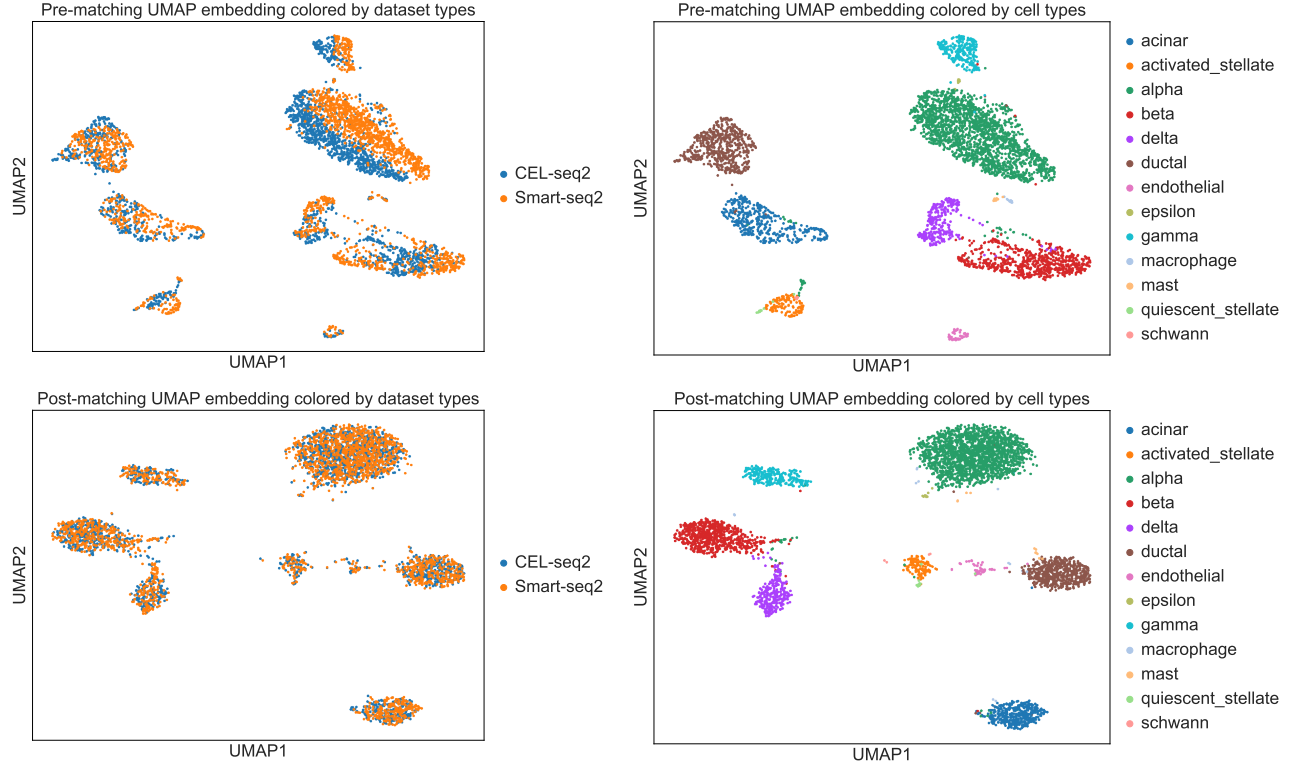 Pre-matching UMAP embedding colored by dataset types
UMAP2
UMAP1
CEL-seq2
Smart-seq2
Pre-matching UMAP embedding colored by cell types
UMAP2
UMAP1
acinar
activated_stellate
alpha
beta
delta
ductal
endothelial
epsilon
gamma
macrophage
mast
quiescent_stellate
schwann
Post-matching UMAP embedding colored by dataset types
UMAP2
UMAP1
CEL-seq2
Smart-seq2
Post-matching UMAP embedding colored by cell types
UMAP2
UMAP1
acinar
activated_stellate
alpha
beta
delta
ductal
endothelial
epsilon
gamma
macrophage
mast
quiescent_stellate
schwann